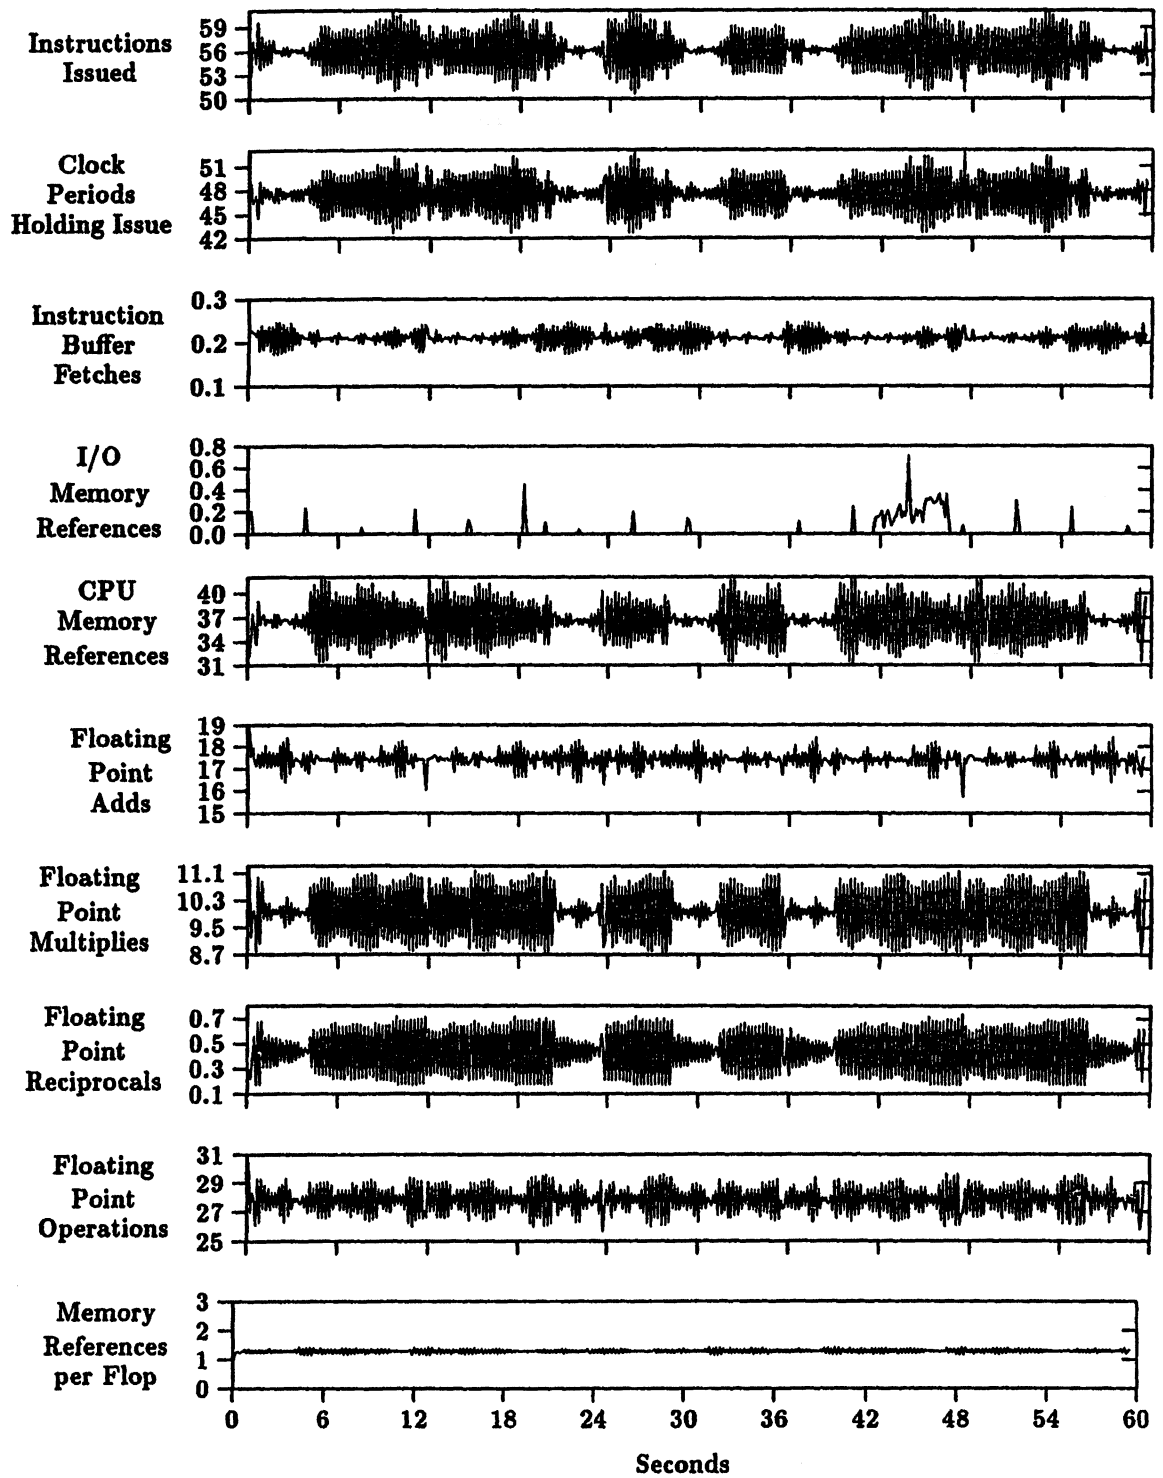 Instructions
Issued
59
56
53
50
Clock
Periods
Holding Issue
51
48
45
42
Instruction
Buffer
Fetches
0.3
0.2
0.1
I/O
Memory
References
0.8
0.6
0.4
0.2
0.0
CPU
Memory
References
40
37
34
31
Floating
Point
Adds
19
18
17
16
15
Floating
Point
Multiplies
11.1
10.3
9.5
8.7
Floating
Point
Reciprocals
0.7
0.5
0.3
0.1
Floating
Point
Operations
31
29
27
25
Memory
References
per Flop
3
2
1
0
0 6 12 18 24 30 36 42 48 54 60
Seconds